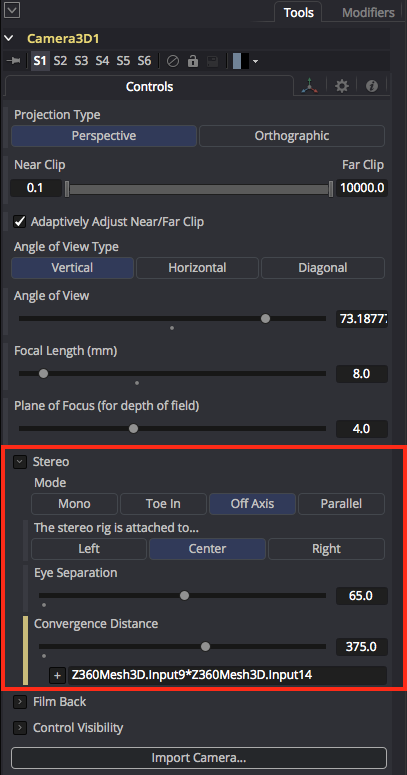 Tools Modifiers
Camera3D1
S1 S2 S3 S4 S5 S6
Controls
Projection Type
Perspective Orthographic
Near Clip Far Clip
0.1 10000.0
Adaptively Adjust Near/Far Clip
Angle of View Type
Vertical Horizontal Diagonal
Angle of View
73.18777
Focal Length (mm)
8.0
Plane of Focus (for depth of field)
4.0
Stereo
Mode
Mono Toe In Off Axis Parallel
The stereo rig is attached to...
Left Center Right
Eye Separation
65.0
Convergence Distance
375.0
+ Z360Mesh3D.Input9*Z360Mesh3D.Input14
Film Back
Control Visibility
Import Camera...